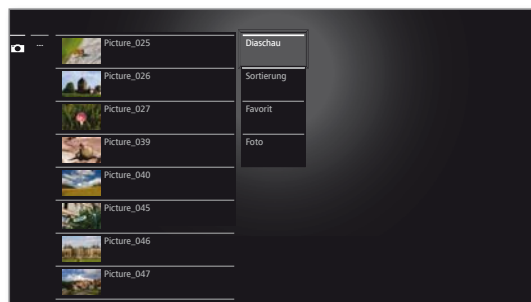 ...
Picture_025
Picture_026
Picture_027
Picture_039
Picture_040
Picture_045
Picture_046
Picture_047
Diaschau
Sortierung
Favorit
Foto